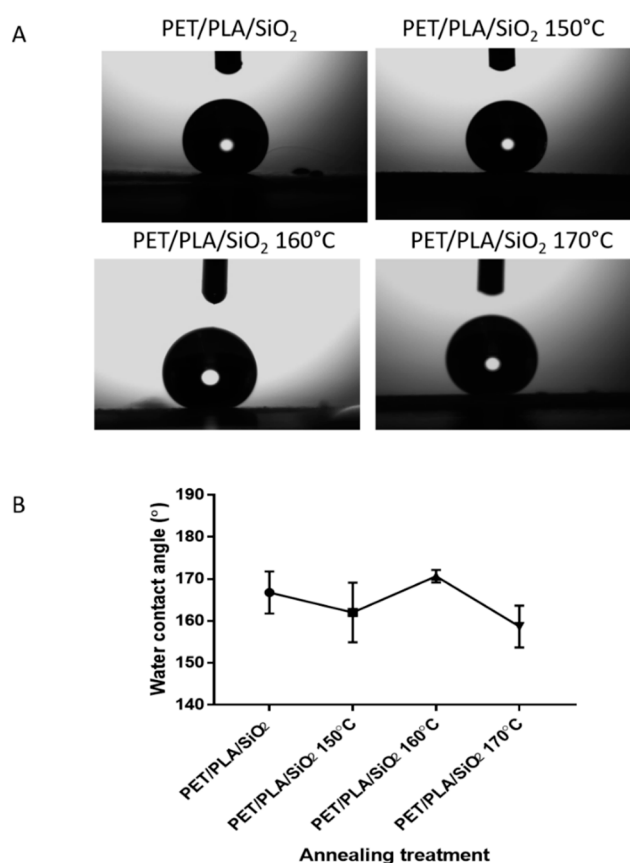 A
PET/PLA/SiO₂
PET/PLA/SiO₂ 150°C
PET/PLA/SiO₂ 160°C
PET/PLA/SiO₂ 170°C
B
Water contact angle (°)
190
180
170
160
150
140
PET/PLA/SiO₂
PET/PLA/SiO₂ 150°C
PET/PLA/SiO₂ 160°C
PET/PLA/SiO₂ 170°C
Annealing treatment